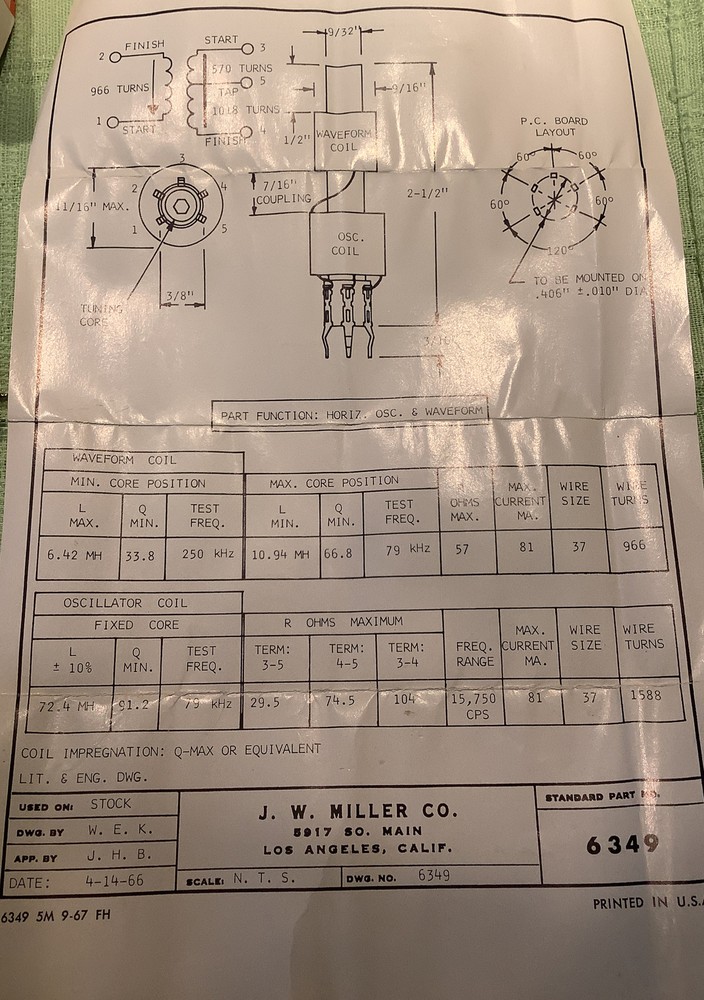 9/32"
FINISH
START
2
3
570 TURNS
966 TURNS
TAP
5
9/16"
1018 TURNS
1
START
FINISH
4
1/2"
WAVEFORM
COIL
P.C. BOARD
LAYOUT
60°
60°
3
2
4
11/16" MAX.
7/16"
COUPLING
2-1/2"
60°
60°
1
5
OSC.
COIL
120°
3/8"
TUNING
CORE
TO BE MOUNTED ON
.406" ±.010" DIA
3/16"
PART FUNCTION: HORIZ. OSC. & WAVEFORM
WAVEFORM COIL
MIN. CORE POSITION
MAX. CORE POSITION
L MAX.
Q MIN.
TEST FREQ.
L MIN.
Q MIN.
TEST FREQ.
OHMS MAX.
MAX. CURRENT MA.
WIRE SIZE
WIRE TURNS
6.42 MH
33.8
250 kHz
10.94 MH
66.8
79 kHz
57
81
37
966
OSCILLATOR COIL
FIXED CORE
R OHMS MAXIMUM
L ± 10%
Q MIN.
TEST FREQ.
TERM: 3-5
TERM: 4-5
TERM: 3-4
FREQ. RANGE
MAX. CURRENT MA.
WIRE SIZE
WIRE TURNS
72.4 MH
91.2
79 kHz
29.5
74.5
104
15,750 CPS
81
37
1588
COIL IMPREGNATION: Q-MAX OR EQUIVALENT
LIT. & ENG. DWG.
USED ON: STOCK
DWG. BY W. E. K.
APP. BY J. H. B.
DATE: 4-14-66
J. W. MILLER CO.
5917 SO. MAIN
LOS ANGELES, CALIF.
SCALE: N. T. S.
DWG. NO. 6349
STANDARD PART NO.
6349
6349 5M 9-67 FH
PRINTED IN U.S.A